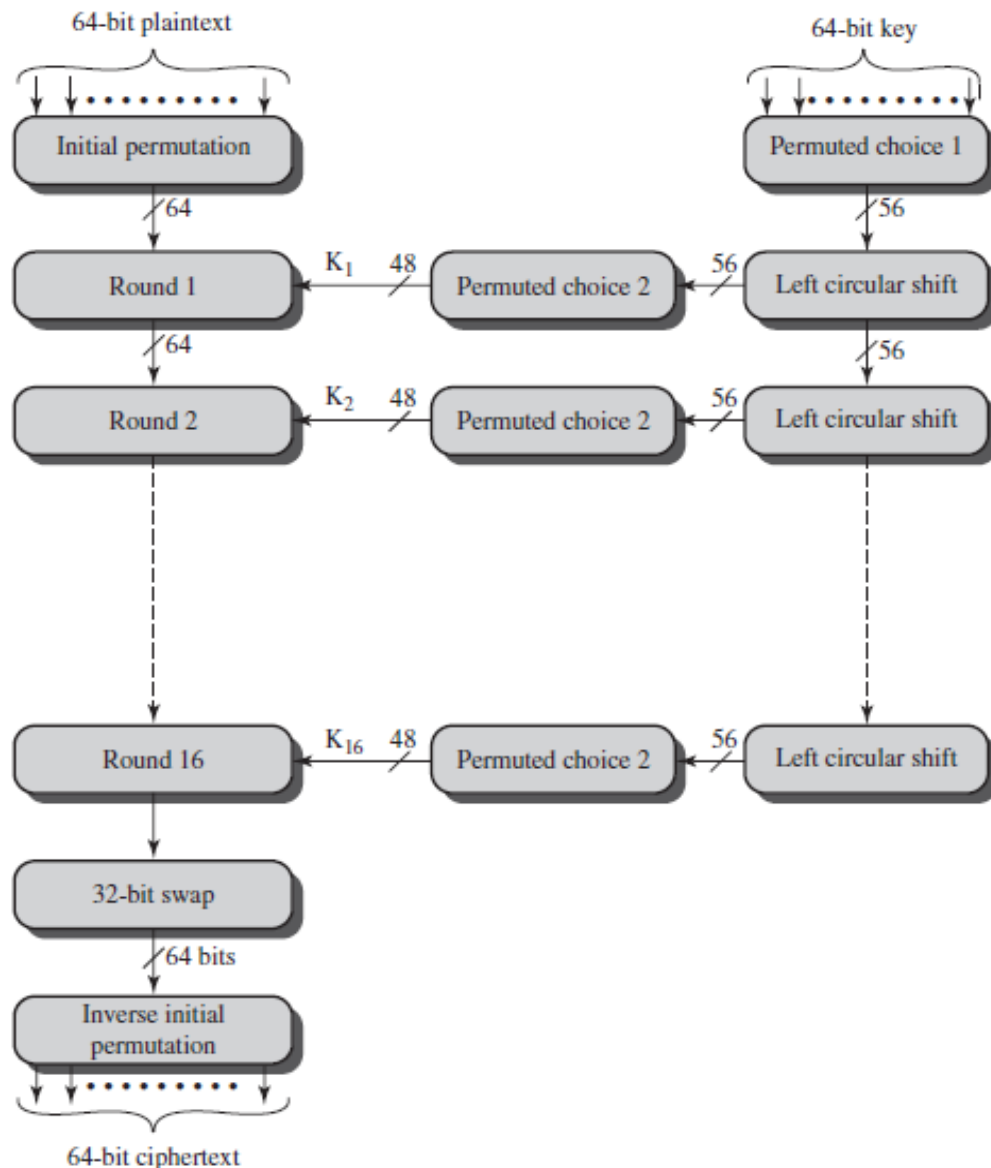 64-bit plaintext
64-bit key
Initial permutation
Permuted choice 1
64
56
Round 1
K1
48
Permuted choice 2
56
Left circular shift
64
56
Round 2
K2
48
Permuted choice 2
56
Left circular shift
Round 16
K16
48
Permuted choice 2
56
Left circular shift
32-bit swap
64 bits
Inverse initial
permutation
64-bit ciphertext